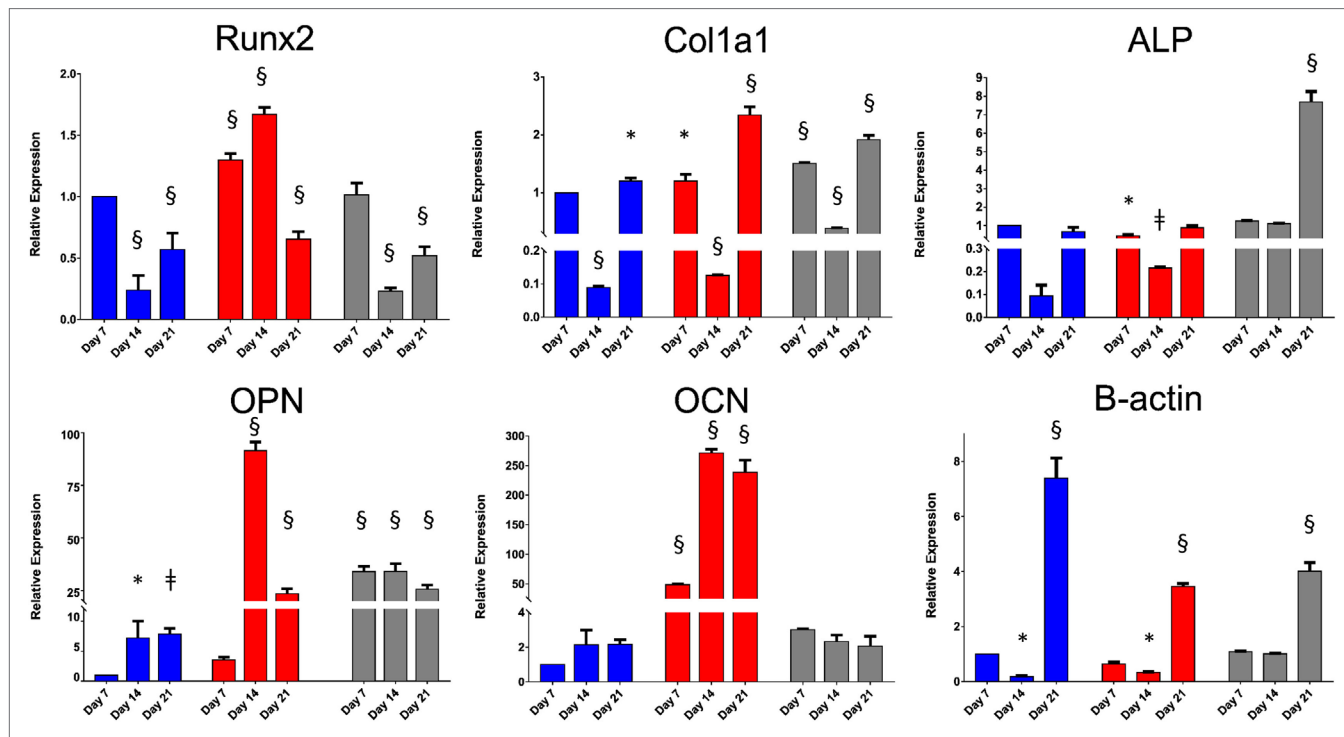 Runx2
Relative Expression
2.0
1.5
1.0
0.5
0.0
§ § § § § § §
Day 7 Day 14 Day 21 Day 7 Day 14 Day 21 Day 7 Day 14 Day 21
Col1a1
Relative Expression
3
2
1
0.2
0.1
0.0
§ * * § § § § §
Day 7 Day 14 Day 21 Day 7 Day 14 Day 21 Day 7 Day 14 Day 21
ALP
Relative Expression
9
8
7
6
5
4
3
2
1
0.3
0.2
0.1
0.0
* ‡ §
Day 7 Day 14 Day 21 Day 7 Day 14 Day 21 Day 7 Day 14 Day 21
OPN
Relative Expression
100
75
50
25
10
5
0
* ‡ § § § § §
Day 7 Day 14 Day 21 Day 7 Day 14 Day 21 Day 7 Day 14 Day 21
OCN
Relative Expression
300
250
200
150
100
50
4
2
0
§ § §
Day 7 Day 14 Day 21 Day 7 Day 14 Day 21 Day 7 Day 14 Day 21
B-actin
Relative Expression
8
6
4
2
0
* § * § §
Day 7 Day 14 Day 21 Day 7 Day 14 Day 21 Day 7 Day 14 Day 21